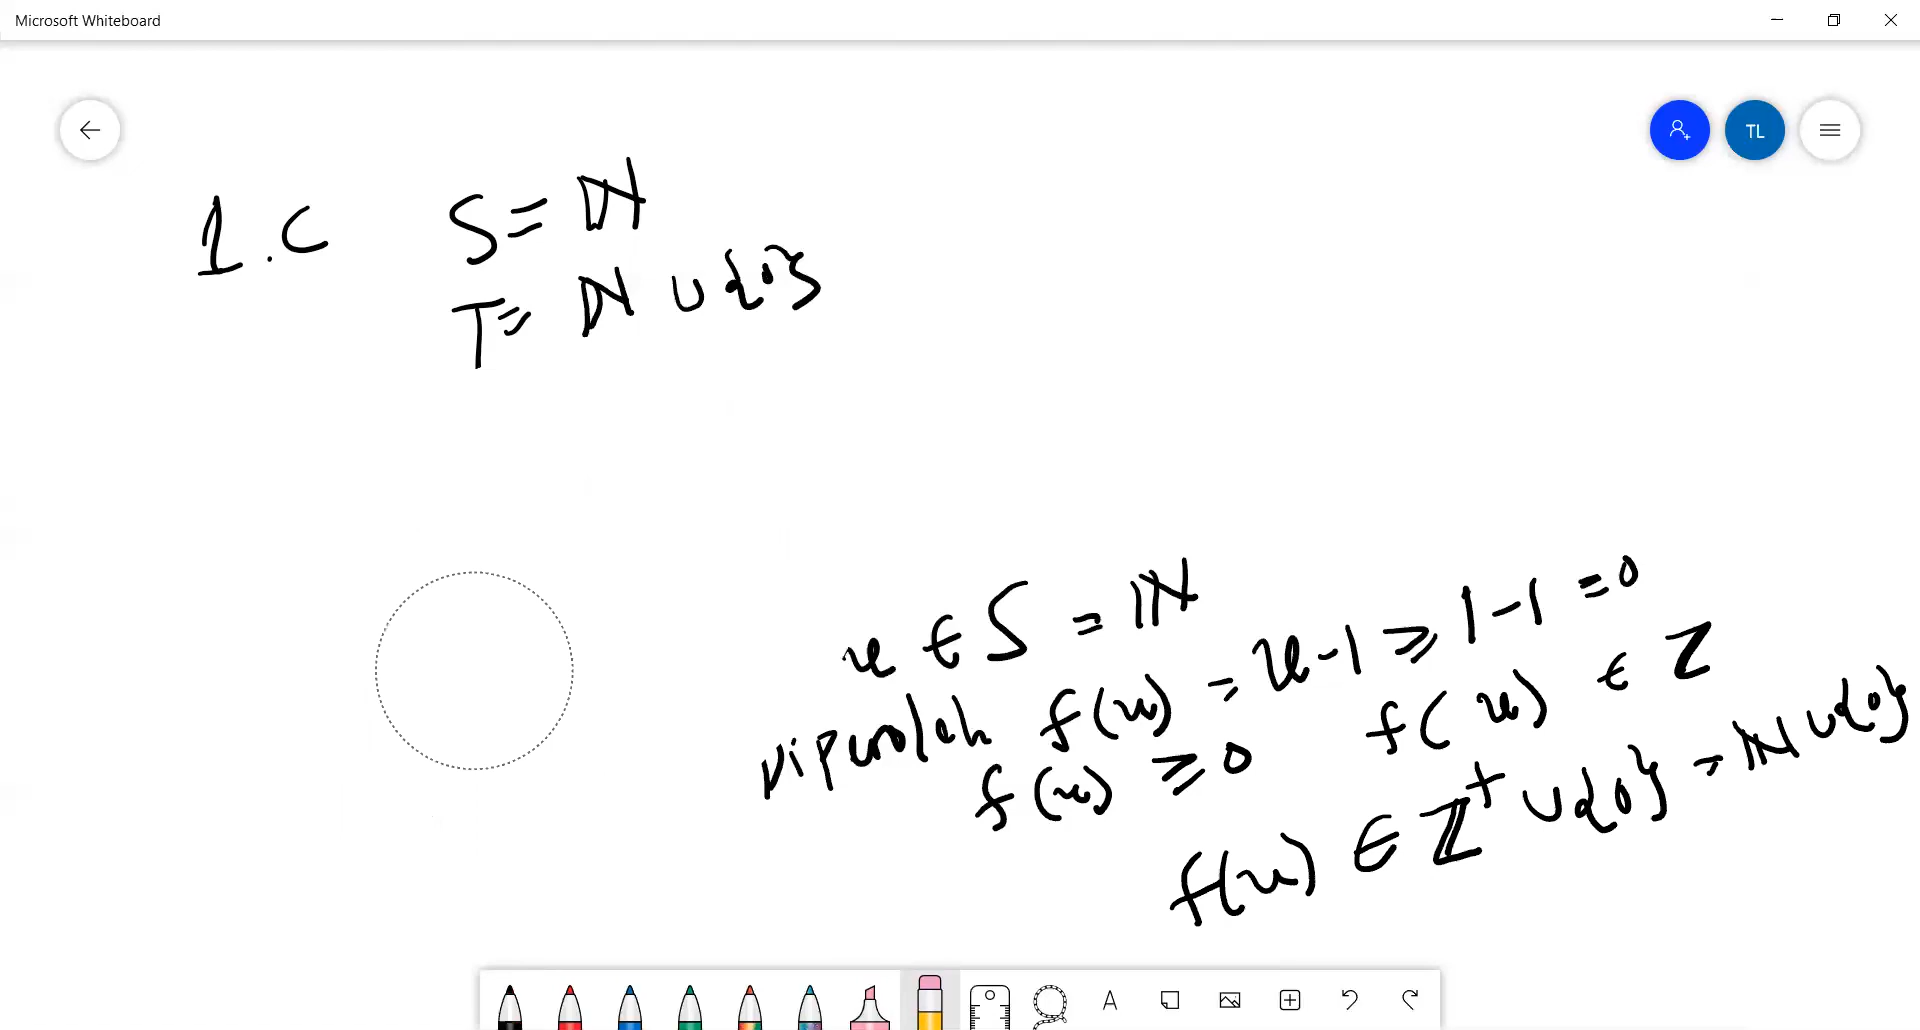 Microsoft Whiteboard
TL
1.c S = ℕ
T = ℕ ∪ {0}
x ∈ S = ℕ
Diperoleh f(x) = x - 1 ≥ 1 - 1 = 0
f(x) ≥ 0 f(x) ∈ ℤ
f(x) ∈ ℤ⁺ ∪ {0} = ℕ ∪ {0}
A